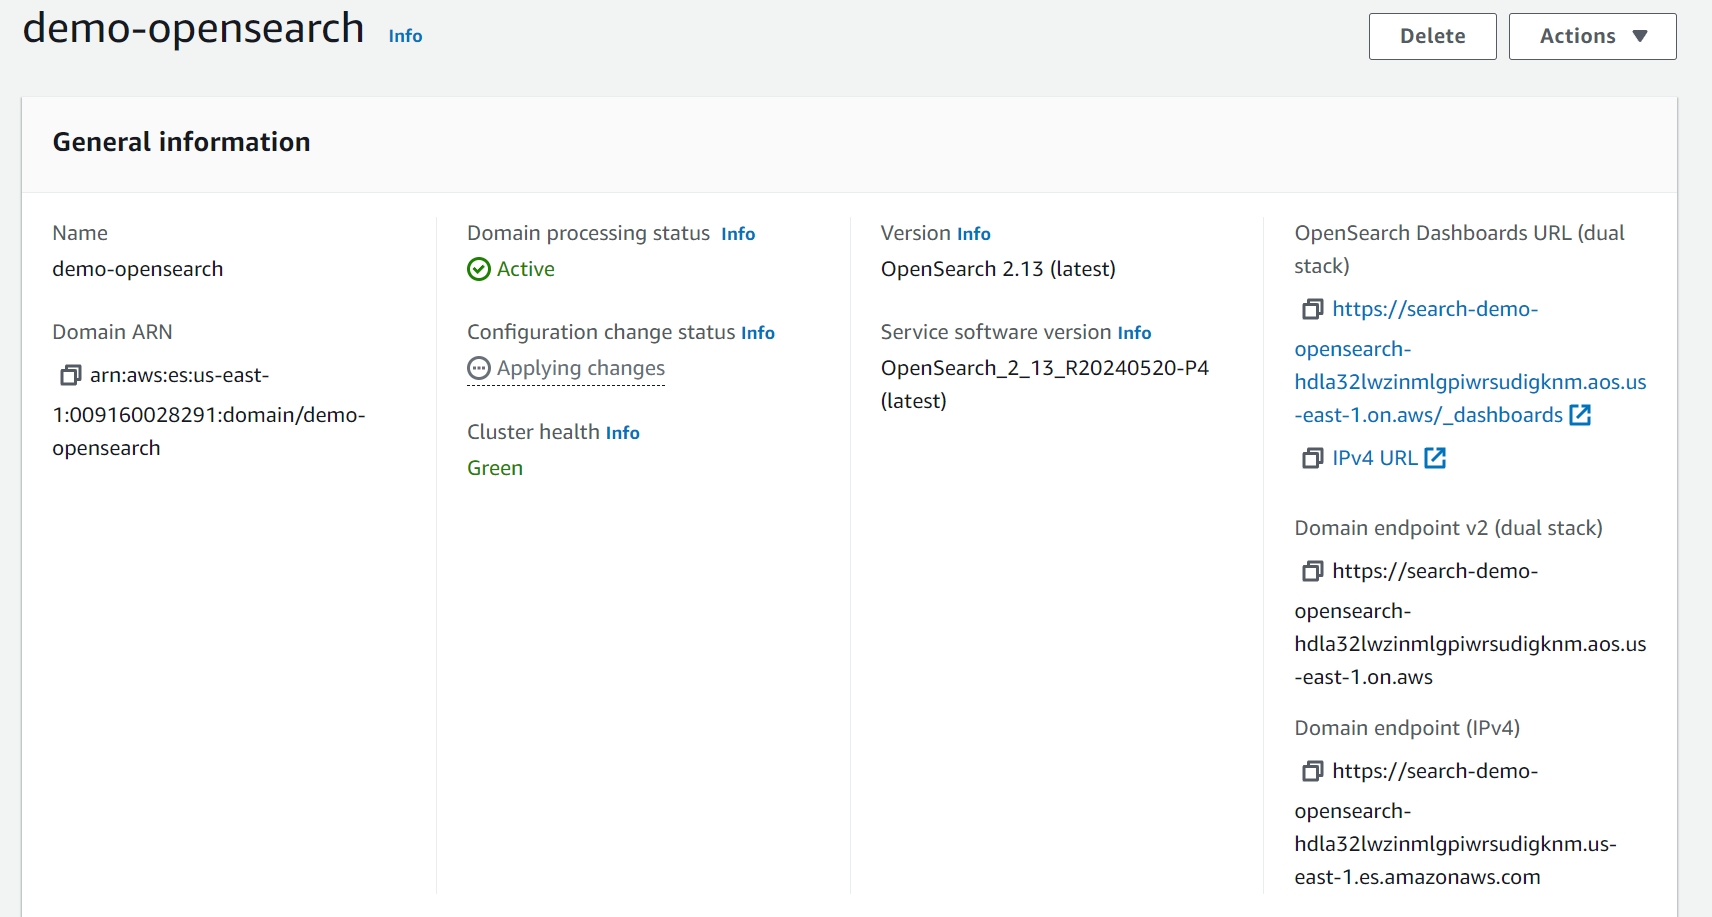 demo-opensearch Info
Delete
Actions
General information
Name
demo-opensearch
Domain ARN
arn:aws:es:us-east-
1:009160028291:domain/demo-
opensearch
Domain processing status Info
Active
Configuration change status Info
Applying changes
Cluster health Info
Green
Version Info
OpenSearch 2.13 (latest)
Service software version Info
OpenSearch_2_13_R20240520-P4
(latest)
OpenSearch Dashboards URL (dual
stack)
https://search-demo-
opensearch-
hdla32lwzinmlgpiwrsudigknm.aos.us
-east-1.on.aws/_dashboards
IPv4 URL
Domain endpoint v2 (dual stack)
https://search-demo-
opensearch-
hdla32lwzinmlgpiwrsudigknm.aos.us
-east-1.on.aws
Domain endpoint (IPv4)
https://search-demo-
opensearch-
hdla32lwzinmlgpiwrsudigknm.us-
east-1.es.amazonaws.com